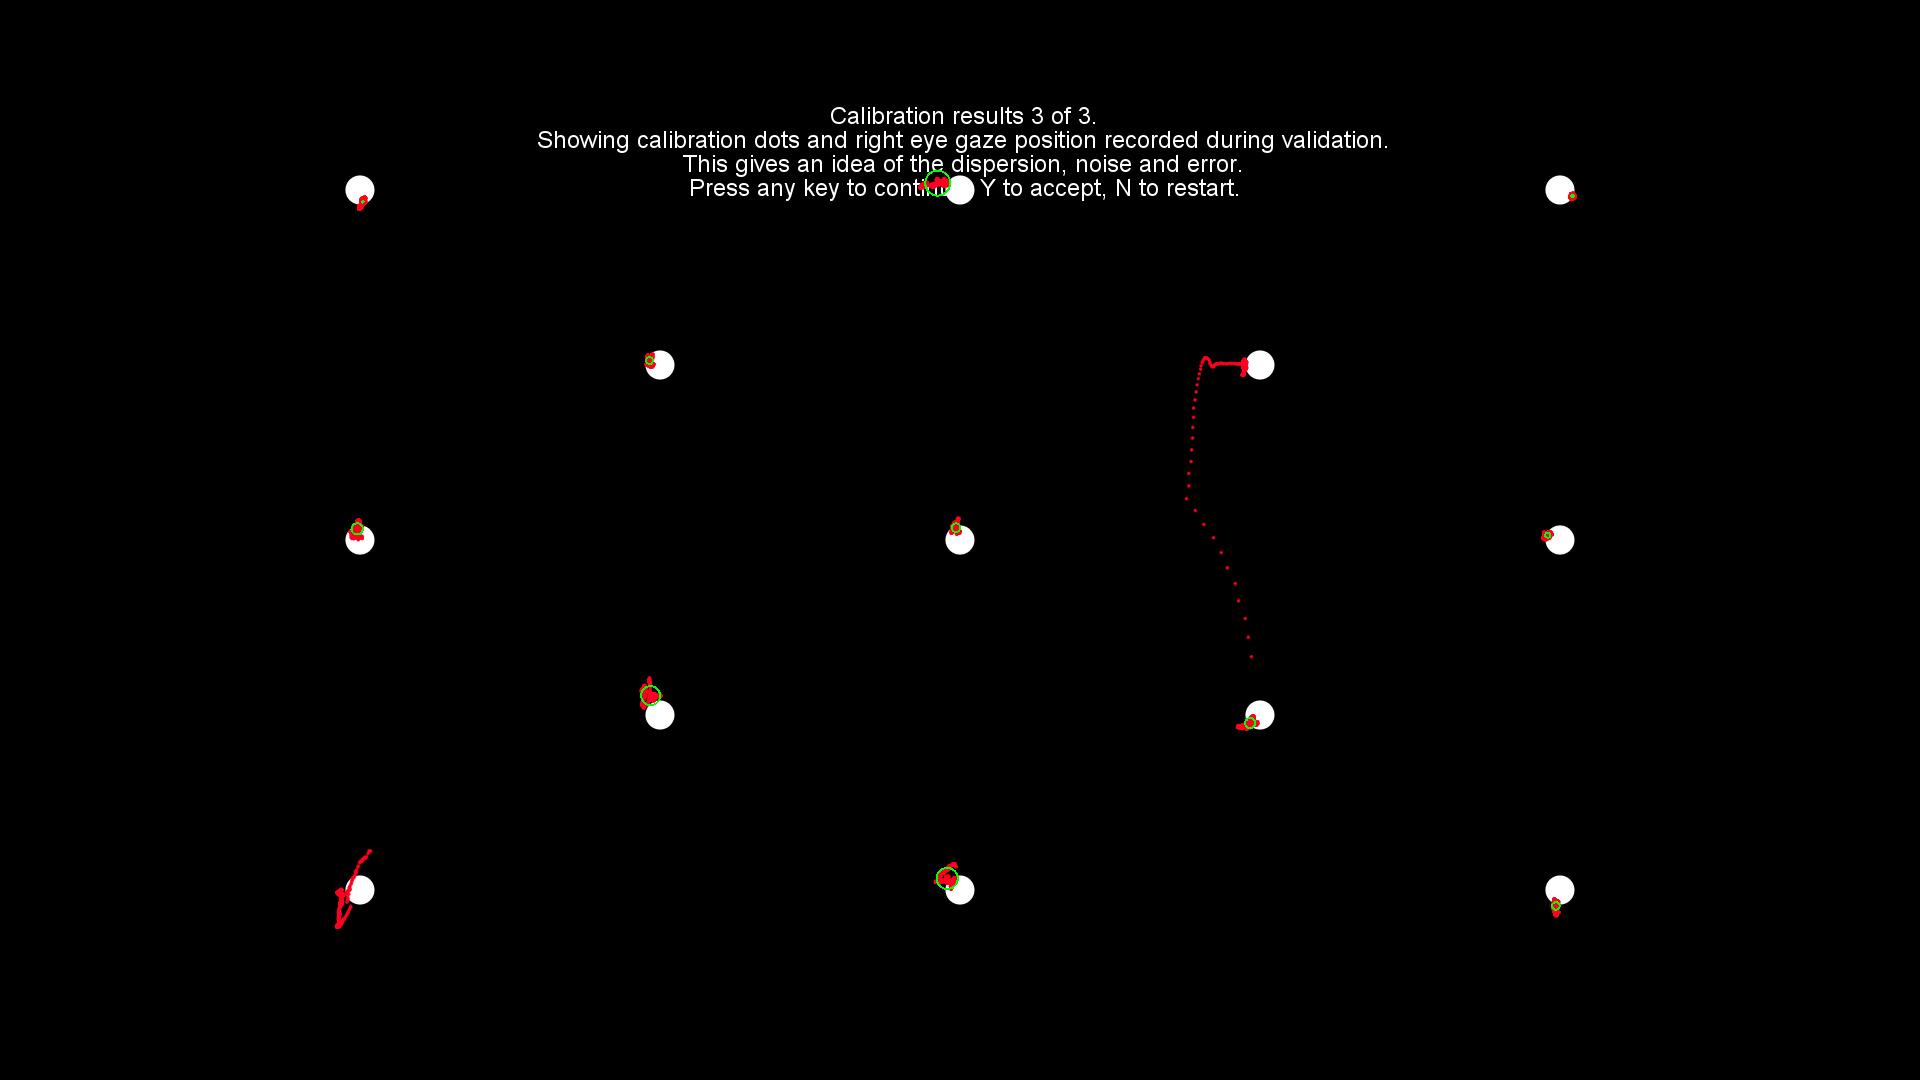 Calibration results 3 of 3.
Showing calibration dots and right eye gaze position recorded during validation.
This gives an idea of the dispersion, noise and error.
Press any key to Y to accept, N to restart.